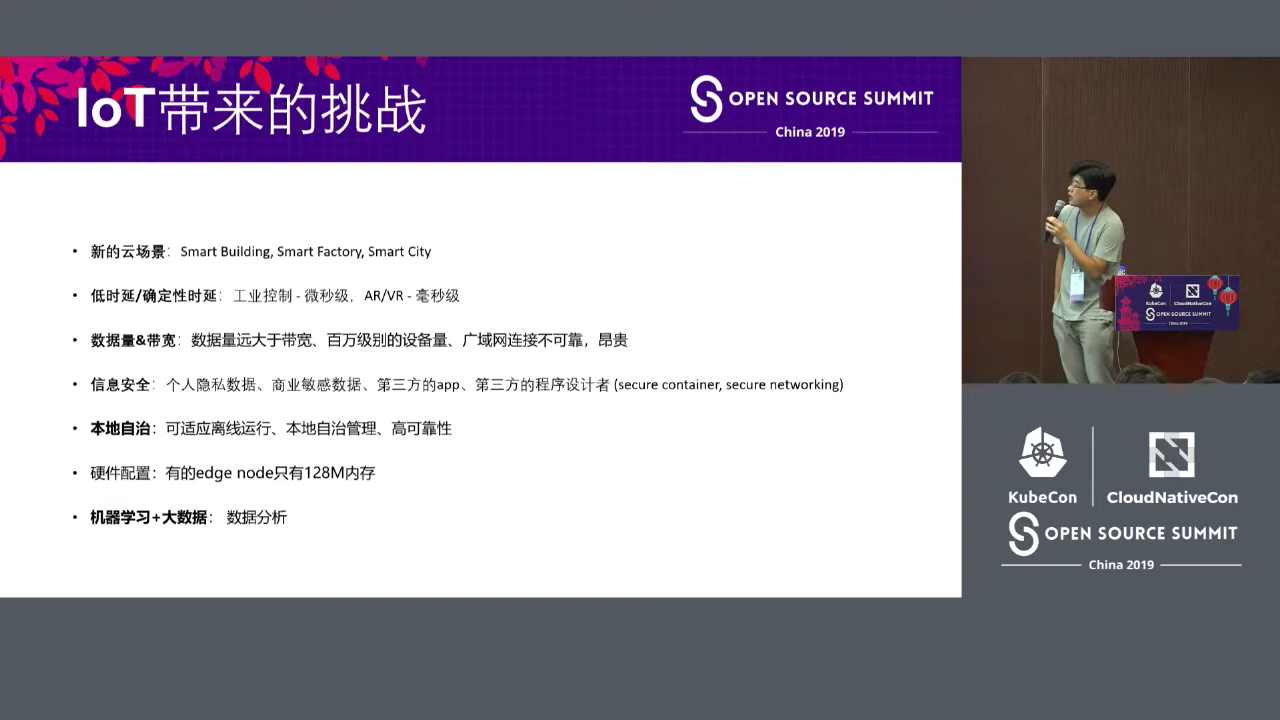 IoT带来的挑战
OPEN SOURCE SUMMIT
China 2019
• 新的云场景：Smart Building, Smart Factory, Smart City
• 低时延/确定性时延：工业控制 - 微秒级，AR/VR - 毫秒级
• 数据量&带宽：数据量远大于带宽、百万级别的设备量、广域网连接不可靠，昂贵
• 信息安全：个人隐私数据、商业敏感数据、第三方的app、第三方的程序设计者 (secure container, secure networking)
• 本地自治：可适应离线运行、本地自治管理、高可靠性
• 硬件配置：有的edge node只有128M内存
• 机器学习+大数据： 数据分析
KubeCon
CloudNativeCon
OPEN SOURCE SUMMIT
China 2019
KubeCon
CloudNativeCon
OPEN SOURCE SUMMIT
China 2019